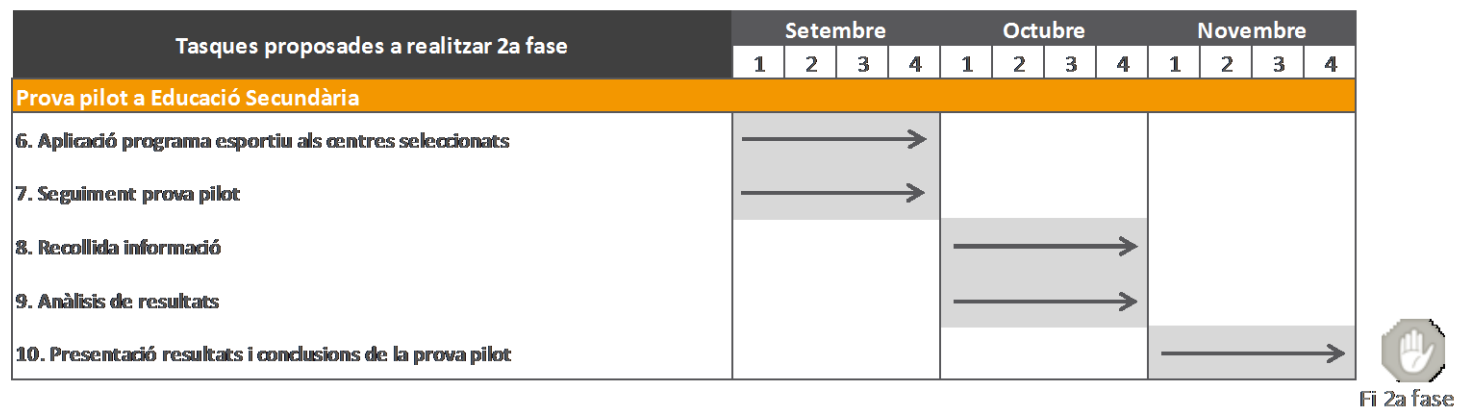 Tasques proposades a realitzar 2a fase
Setembre Octubre Novembre
1 2 3 4 1 2 3 4 1 2 3 4
Prova pilot a Educació Secundària
6. Aplicació programa esportiu als centres seleccionats
7. Seguiment prova pilot
8. Recollida informació
9. Anàlisis de resultats
10. Presentació resultats i conclusions de la prova pilot
Fi 2a fase